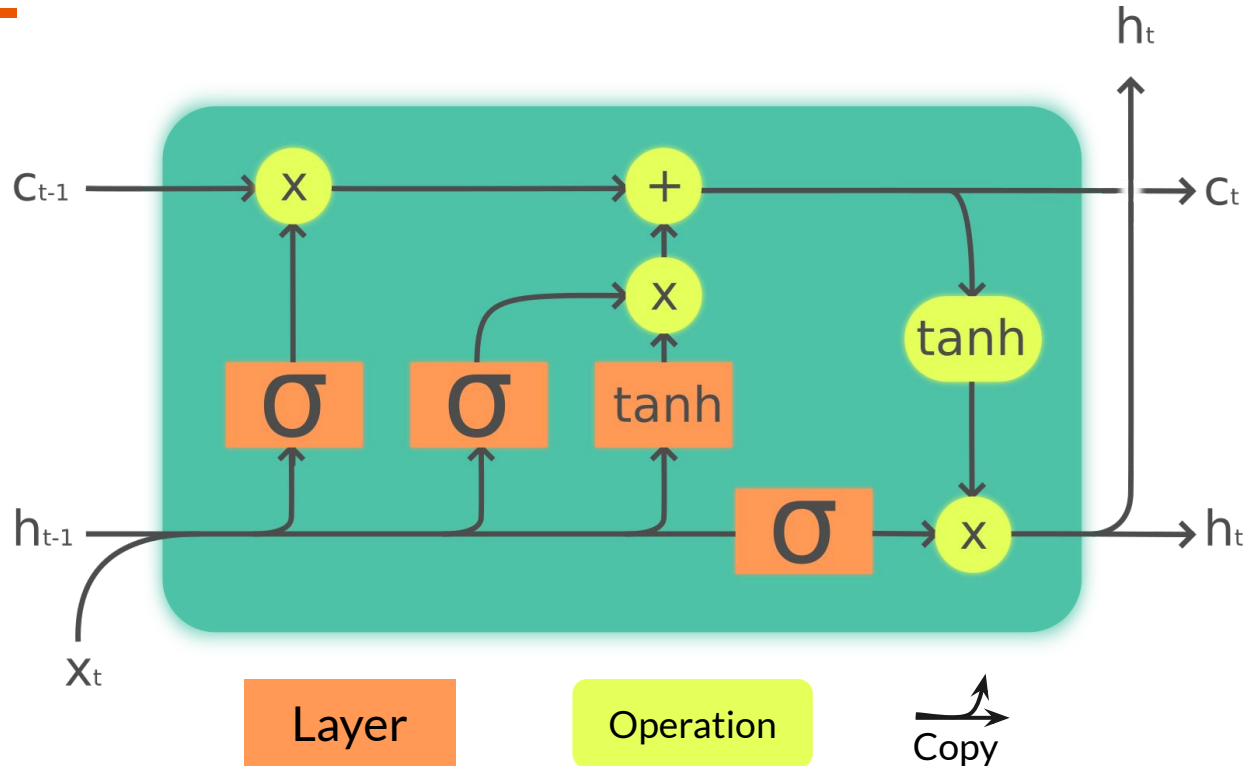 ht
ct-1
x
+
ct
x
tanh
σ
σ
tanh
ht-1
σ
x
ht
xt
Layer
Operation
Copy